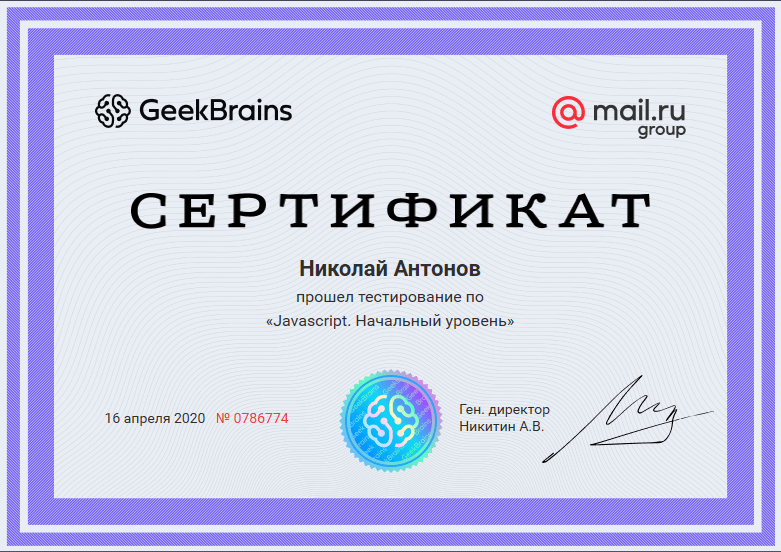 GeekBrains
@mail.ru
group
СЕРТИФИКАТ
Николай Антонов
прошел тестирование по
«Javascript. Начальный уровень»
16 апреля 2020 № 0786774
Ген. директор
Никитин А.В.